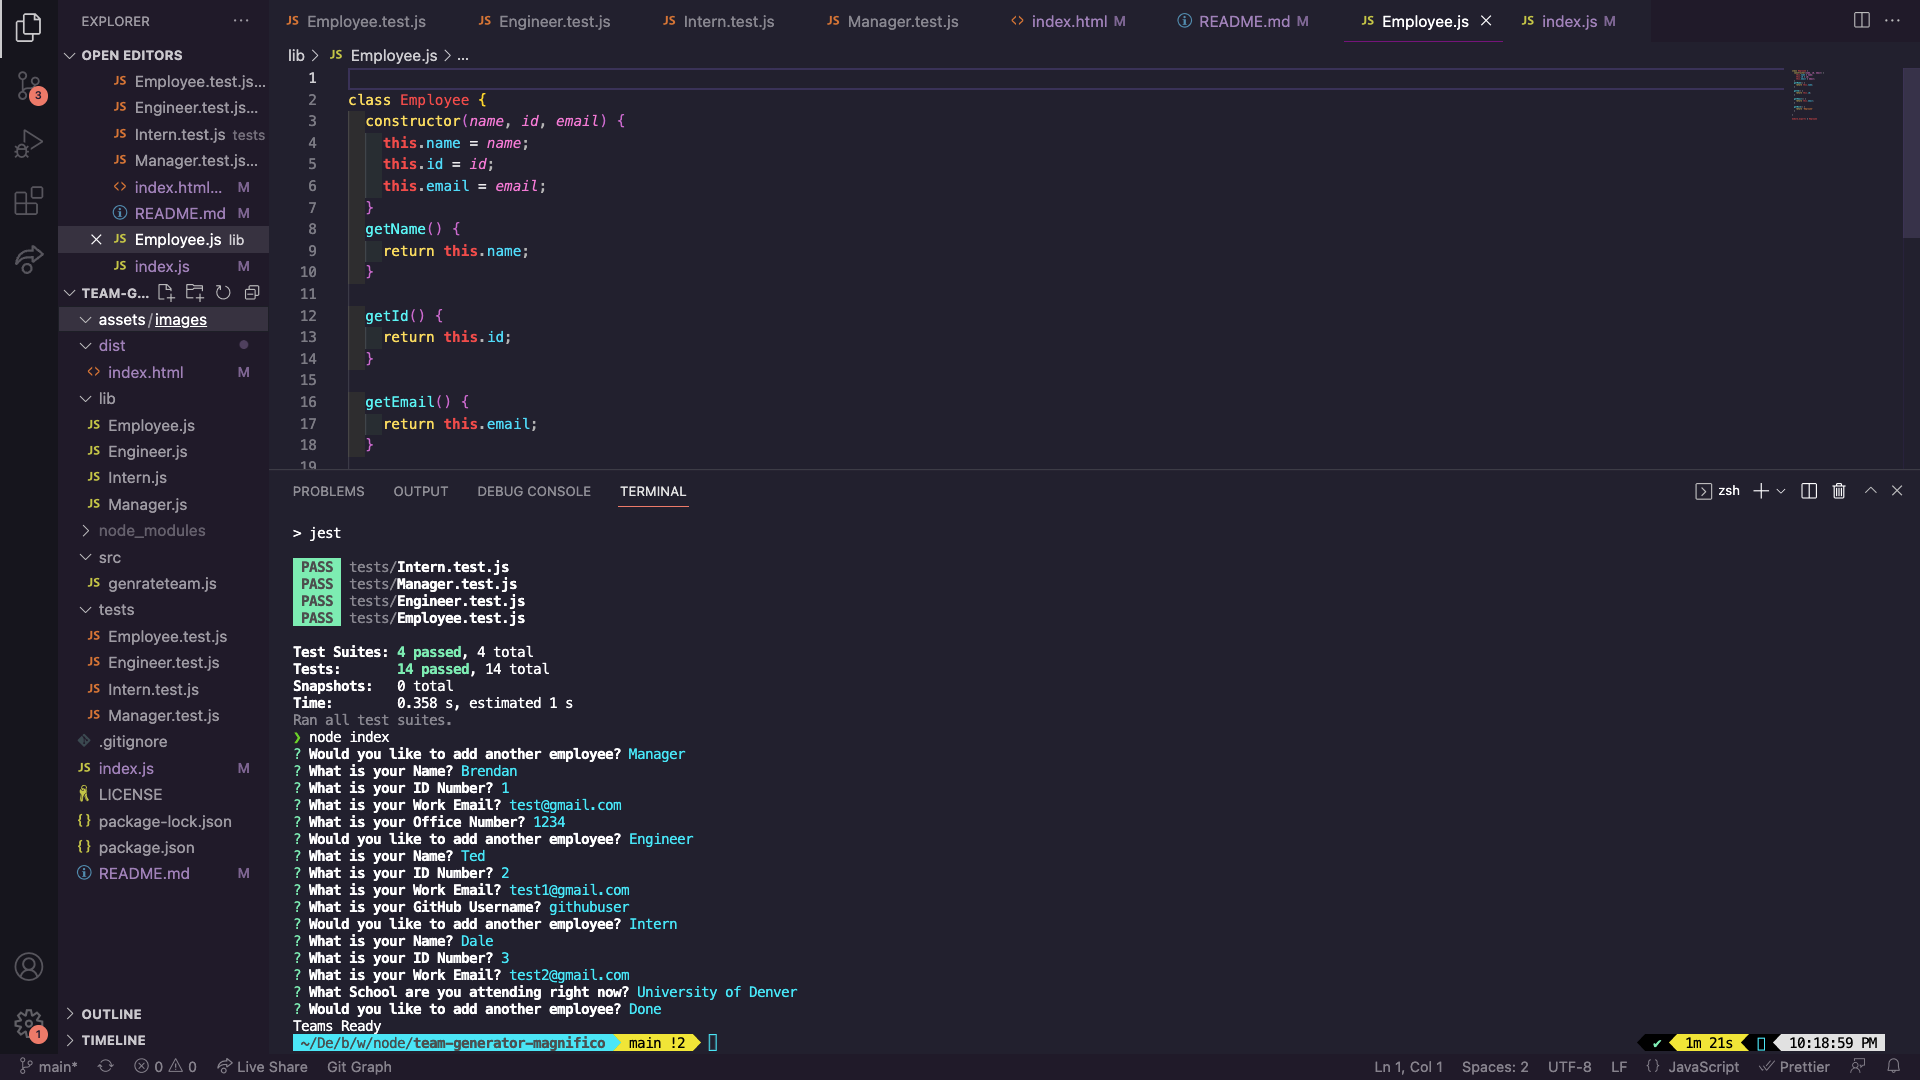 EXPLORER
OPEN EDITORS
JS Employee.test.js...
JS Engineer.test.js...
JS Intern.test.js tests
JS Manager.test.js...
<> index.html... M
README.md M
JS Employee.js lib
JS index.js M
TEAM-G...
assets/images
dist
<> index.html M
lib
JS Employee.js
JS Engineer.js
JS Intern.js
JS Manager.js
node_modules
src
JS genrateteam.js
tests
JS Employee.test.js
JS Engineer.test.js
JS Intern.test.js
JS Manager.test.js
.gitignore
JS index.js M
LICENSE
{} package-lock.json
{} package.json
README.md M
OUTLINE
TIMELINE
3
1
JS Employee.test.js JS Engineer.test.js JS Intern.test.js JS Manager.test.js <> index.html M README.md M JS Employee.js JS index.js M
lib > JS Employee.js > ...
1
2 class Employee {
3 constructor(name, id, email) {
4 this.name = name;
5 this.id = id;
6 this.email = email;
7 }
8 getName() {
9 return this.name;
10 }
11
12 getId() {
13 return this.id;
14 }
15
16 getEmail() {
17 return this.email;
18 }
19
PROBLEMS OUTPUT DEBUG CONSOLE TERMINAL zsh
> jest
PASS tests/Intern.test.js
PASS tests/Manager.test.js
PASS tests/Engineer.test.js
PASS tests/Employee.test.js
Test Suites: 4 passed, 4 total
Tests: 14 passed, 14 total
Snapshots: 0 total
Time: 0.358 s, estimated 1 s
Ran all test suites.
❯ node index
? Would you like to add another employee? Manager
? What is your Name? Brendan
? What is your ID Number? 1
? What is your Work Email? test@gmail.com
? What is your Office Number? 1234
? Would you like to add another employee? Engineer
? What is your Name? Ted
? What is your ID Number? 2
? What is your Work Email? test1@gmail.com
? What is your GitHub Username? githubuser
? Would you like to add another employee? Intern
? What is your Name? Dale
? What is your ID Number? 3
? What is your Work Email? test2@gmail.com
? What School are you attending right now? University of Denver
? Would you like to add another employee? Done
Teams Ready
~/De/b/w/node/team-generator-magnifico main !2 ✔ 1m 21s 10:18:59 PM
main* 0 0 Live Share Git Graph Ln 1, Col 1 Spaces: 2 UTF-8 LF {} JavaScript Prettier